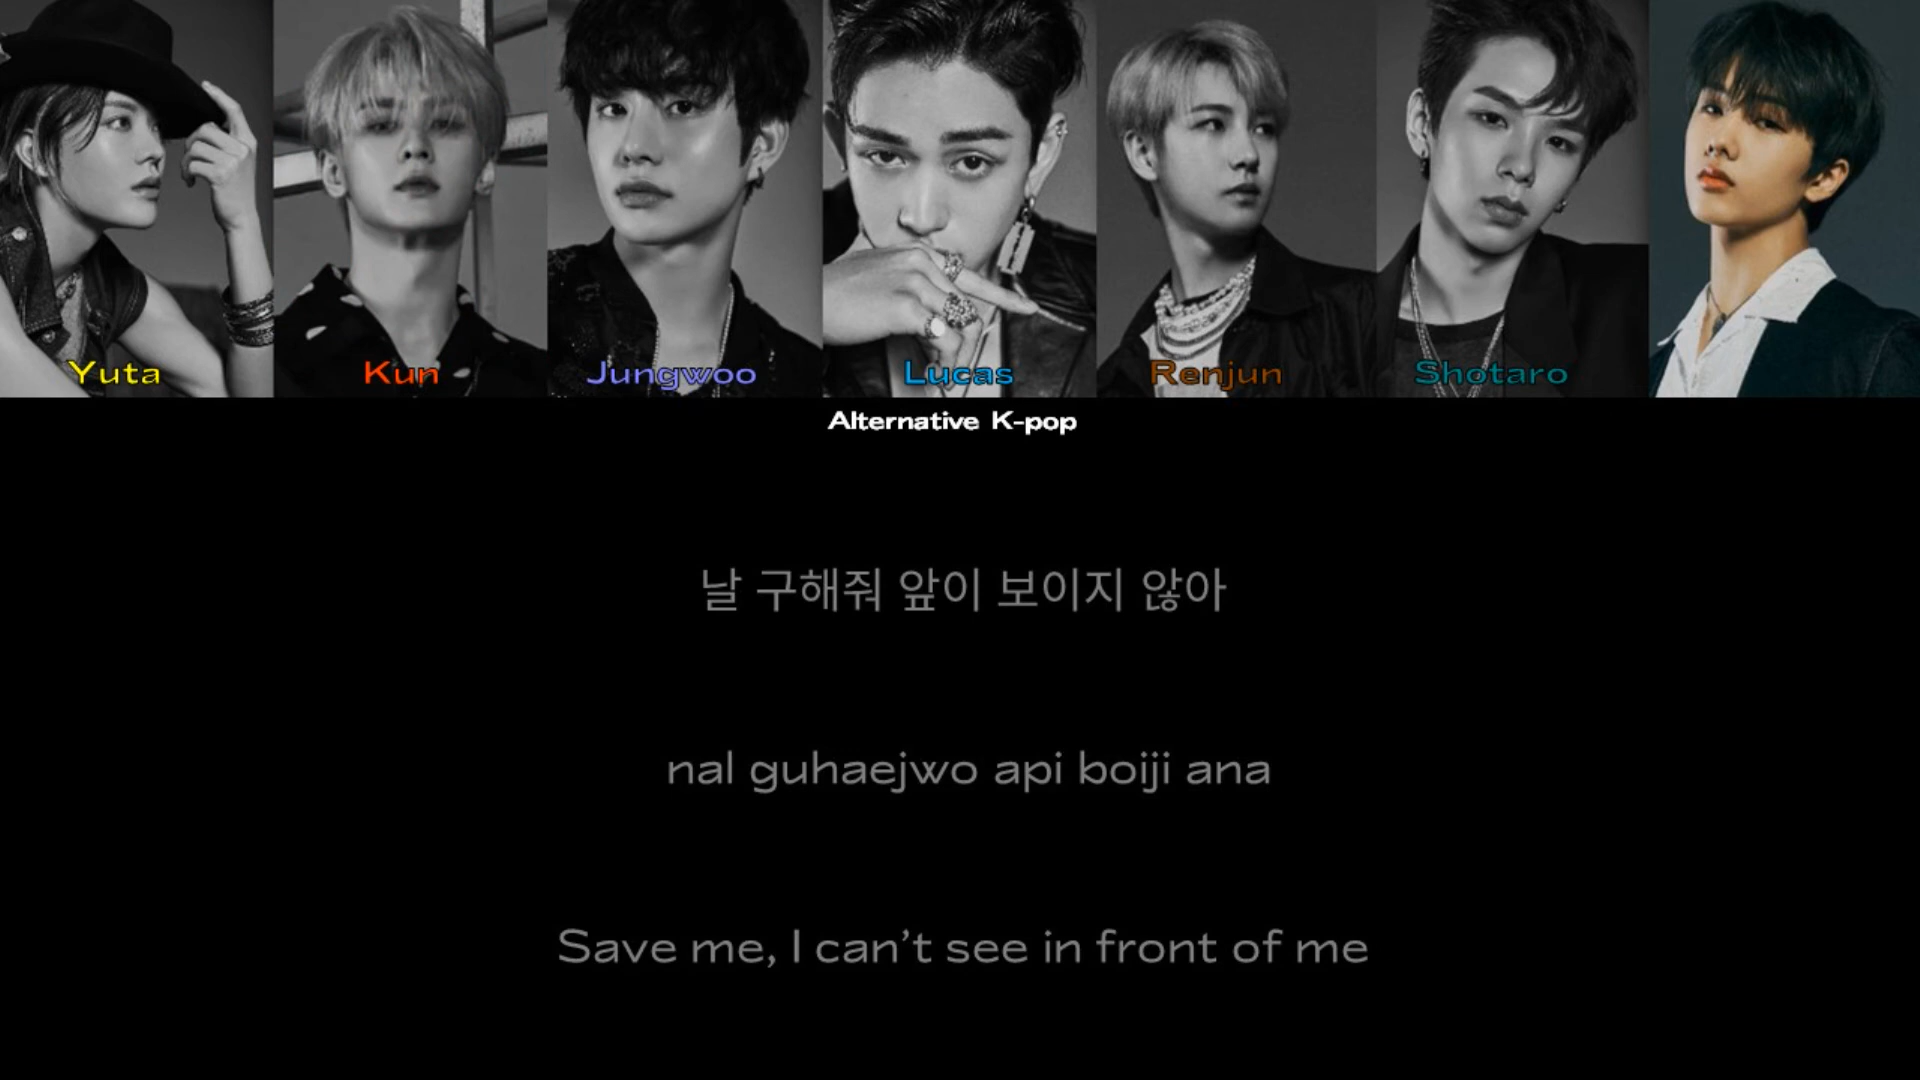 Yuta
Kun
Jungwoo
Lucas
Renjun
Shotaro
Alternative K-pop
날 구해줘 앞이 보이지 않아
nal guhaejwo api boiji ana
Save me, I can’t see in front of me